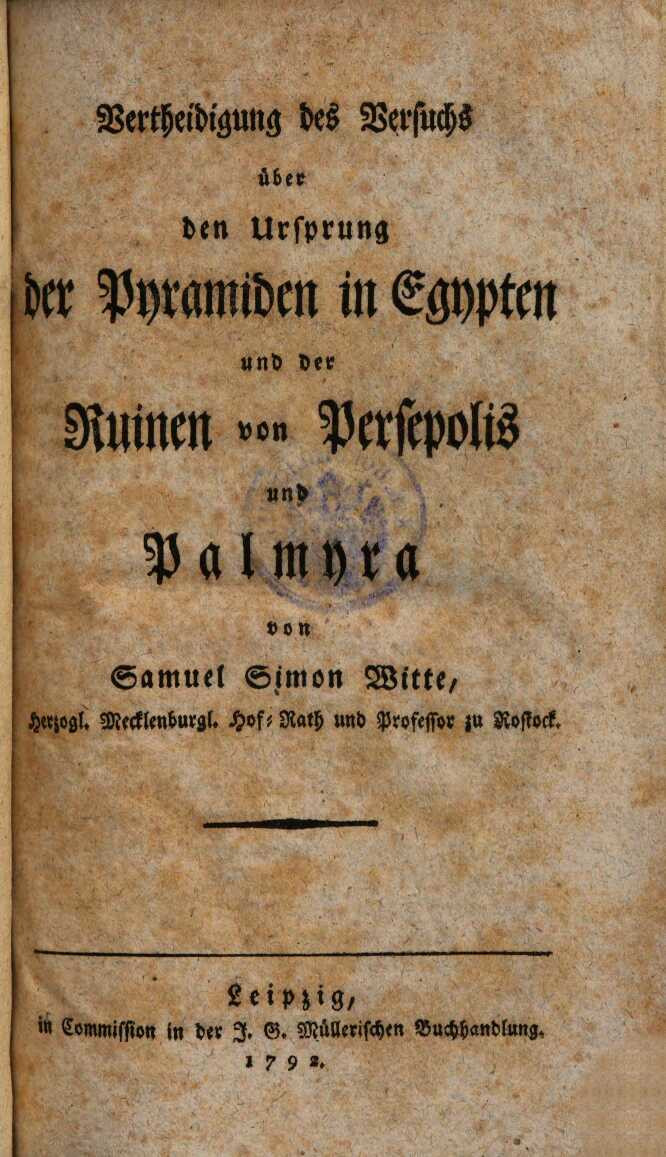 Vertheidigung des Versuchs
über
den Ursprung
der Pyramiden in Egypten
und der
Ruinen von Persepolis
und
Palmyra
von
Samuel Simon Witte,
Herzogl. Mecklenburgl. Hof-Rath und Professor zu Rostock.
Leipzig,
in Commission in der J. G. Müllerischen Buchhandlung.
1792.